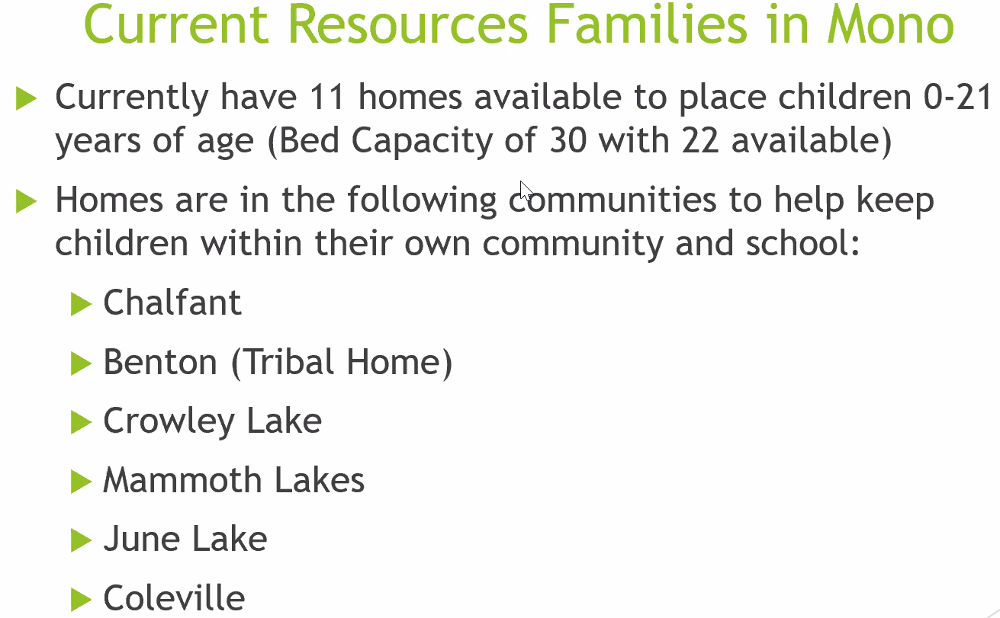 Current Resources Families in Mono
Currently have 11 homes available to place children 0-21
years of age (Bed Capacity of 30 with 22 available)
Homes are in the following communities to help keep
children within their own community and school:
Chalfant
Benton (Tribal Home)
Crowley Lake
Mammoth Lakes
June Lake
Coleville